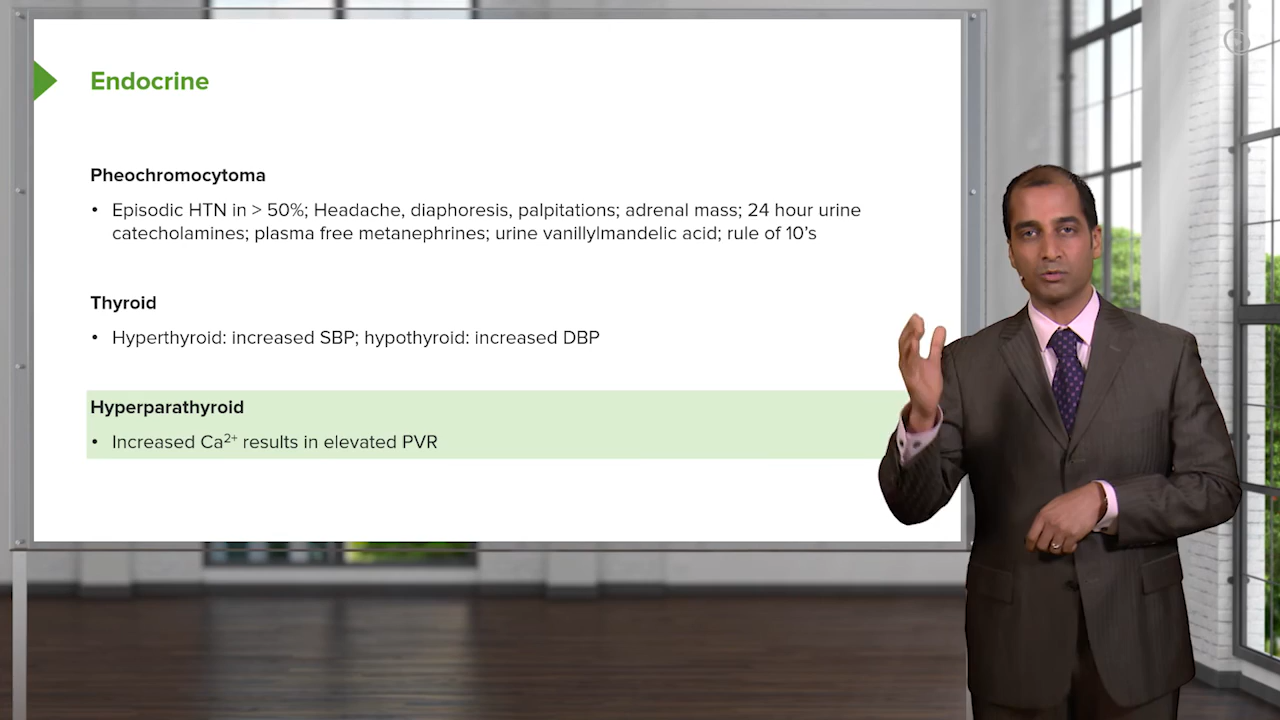 Endocrine
Pheochromocytoma
• Episodic HTN in > 50%; Headache, diaphoresis, palpitations; adrenal mass; 24 hour urine
catecholamines; plasma free metanephrines; urine vanillylmandelic acid; rule of 10’s
Thyroid
• Hyperthyroid: increased SBP; hypothyroid: increased DBP
Hyperparathyroid
• Increased Ca²⁺ results in elevated PVR